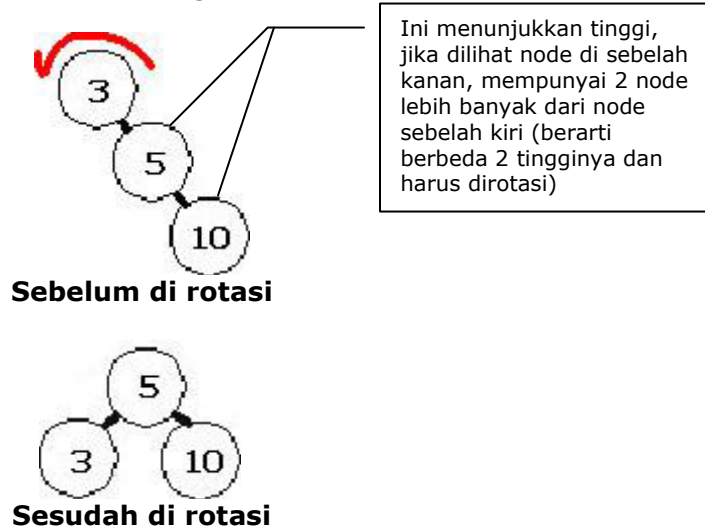 Ini menunjukkan tinggi,
jika dilihat node di sebelah
kanan, mempunyai 2 node
lebih banyak dari node
sebelah kiri (berarti
berbeda 2 tingginya dan
harus dirotasi)
3
5
10
Sebelum di rotasi
5
3 10
Sesudah di rotasi